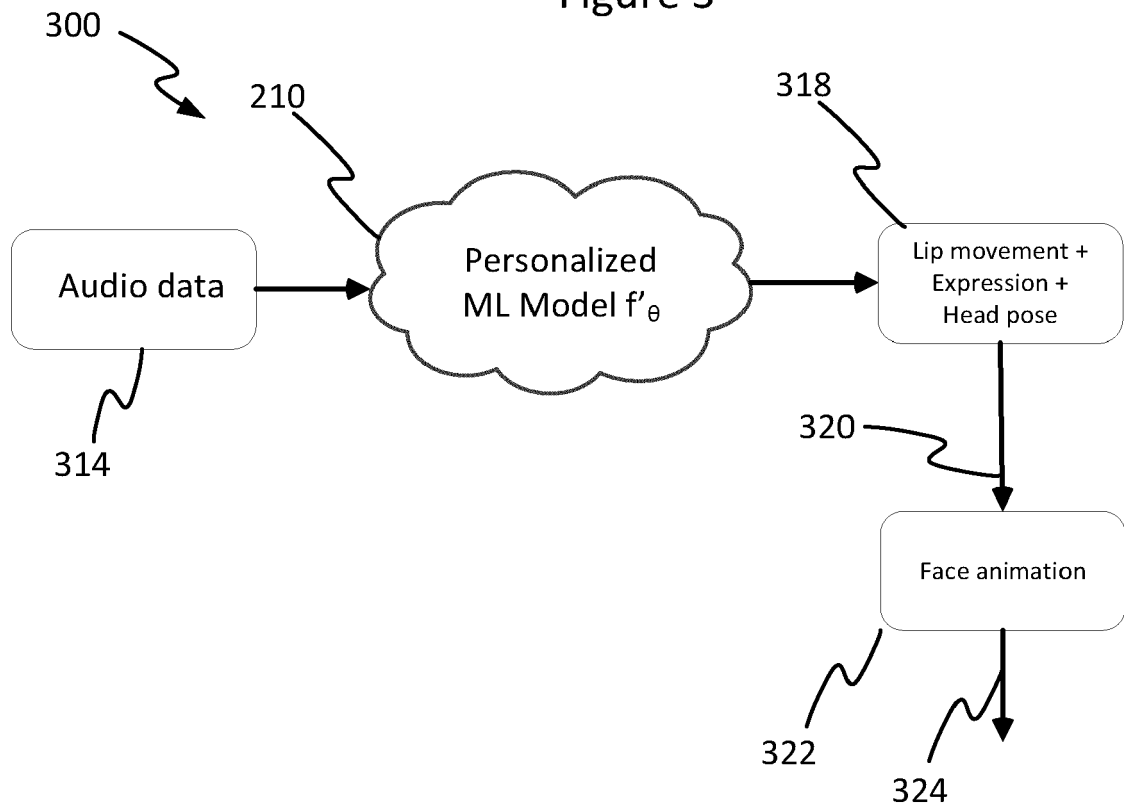 Figure 3
300
210
318
Audio data
Personalized
ML Model f'θ
Lip movement +
Expression +
Head pose
314
320
Face animation
322
324